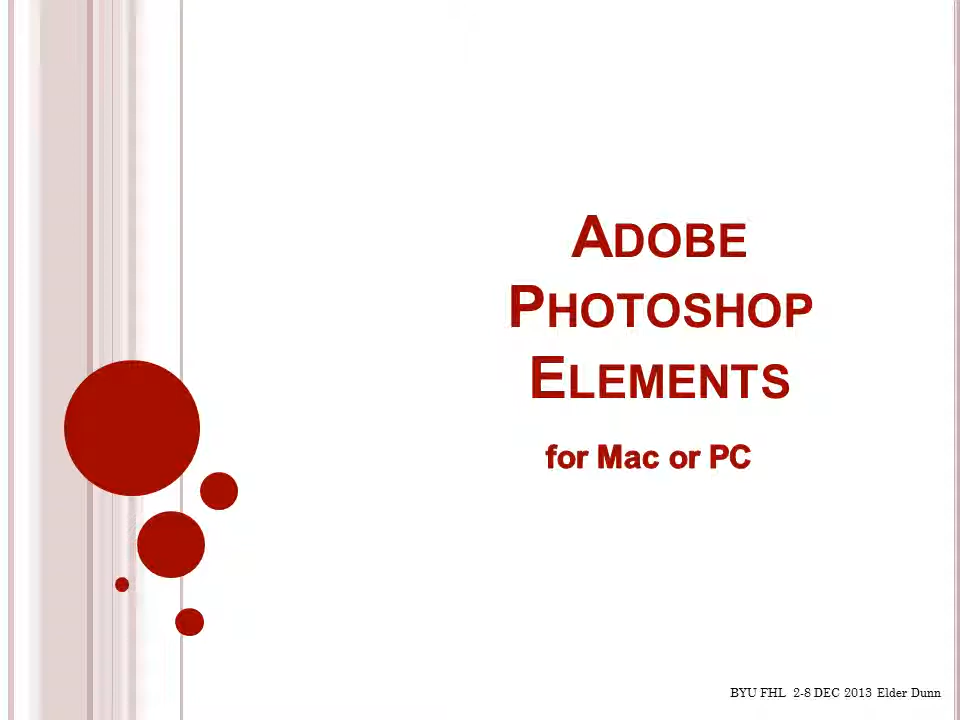 ADOBE
PHOTOSHOP
ELEMENTS
for Mac or PC
BYU FHL 2-8 DEC 2013 Elder Dunn